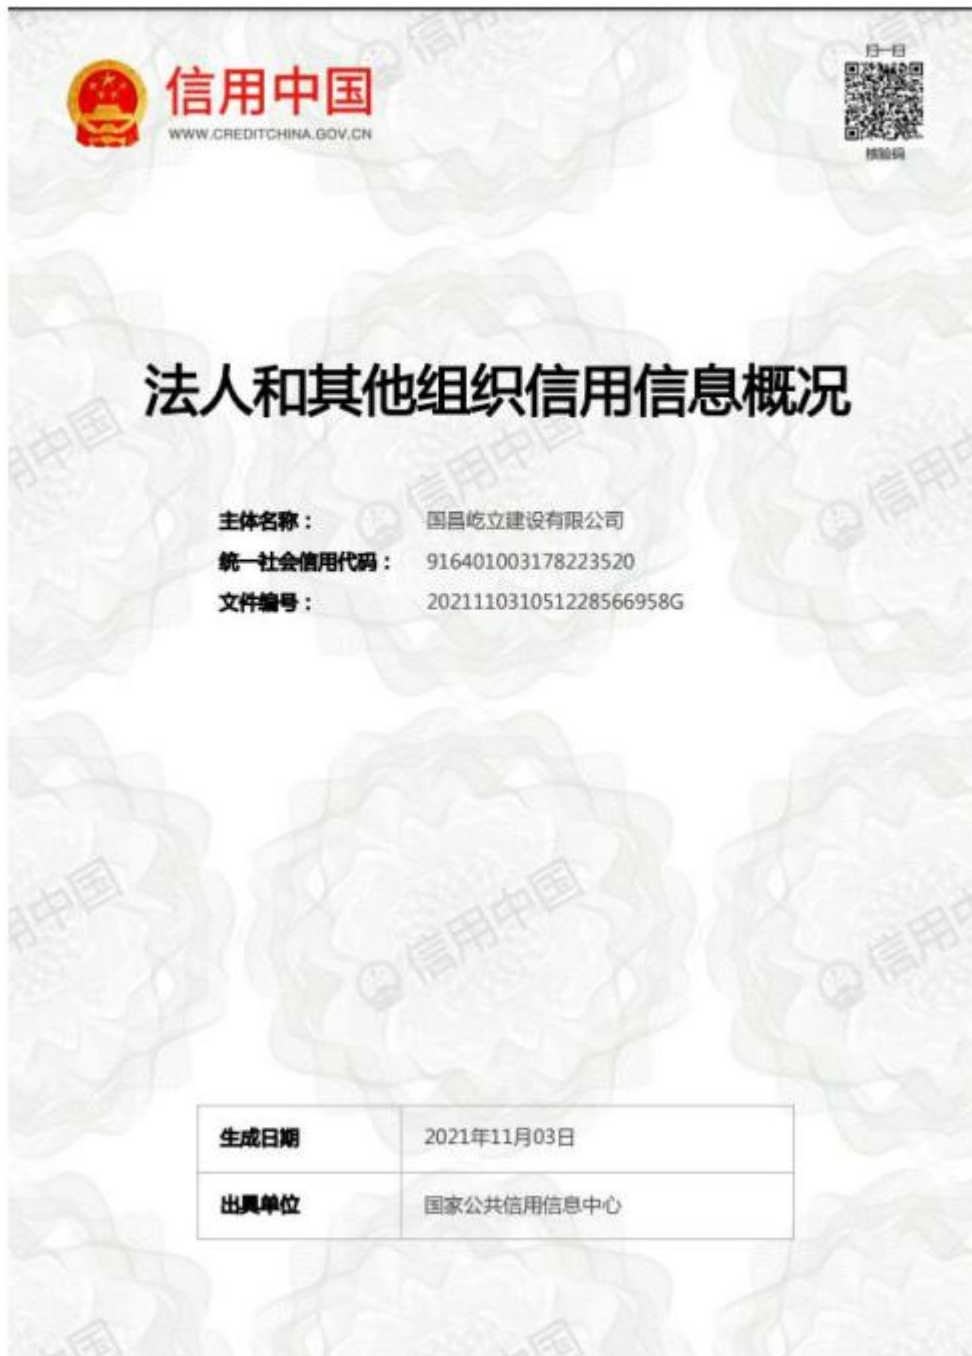 信用中国
WWW.CREDITCHINA.GOV.CN
扫一扫
核验码
法人和其他组织信用信息概况
主体名称： 国昌屹立建设有限公司
统一社会信用代码： 916401003178223520
文件编号： 2021110310512285​66958G
生成日期 2021年11月03日
出具单位 国家公共信用信息中心